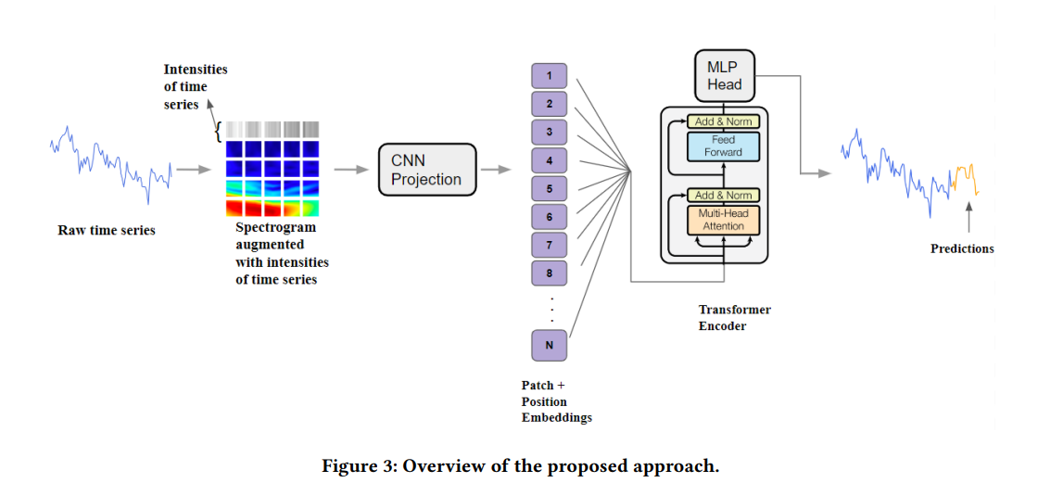 Intensities
of time
series
{
Raw time series
Spectrogram
augmented
with intensities
of time series
CNN
Projection
1
2
3
4
5
6
7
8
.
.
.
N
Patch +
Position
Embeddings
MLP
Head
Add & Norm
Feed
Forward
Add & Norm
Multi-Head
Attention
Transformer
Encoder
Predictions
Figure 3: Overview of the proposed approach.